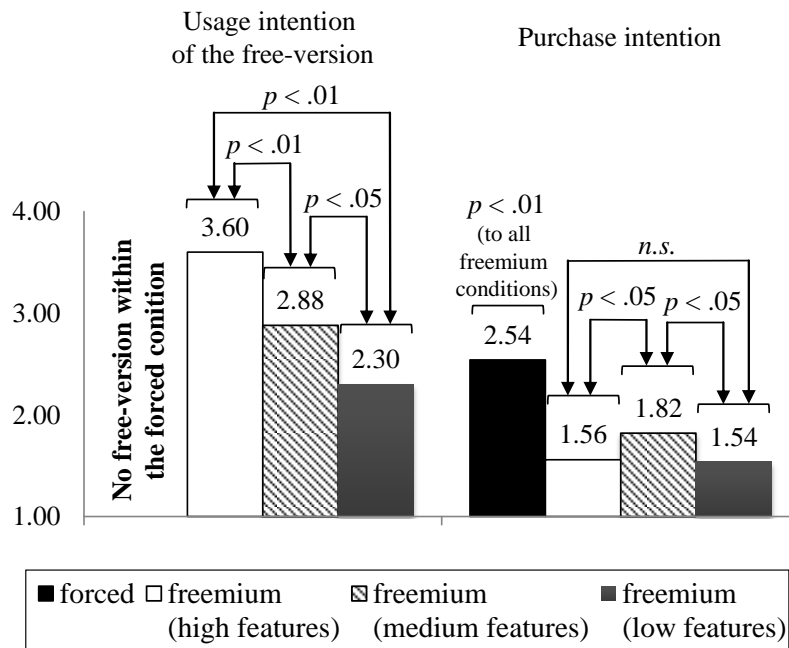 Usage intention
of the free-version
Purchase intention
p < .01
p < .01
p < .05
4.00
3.00
2.00
1.00
No free-version within
the forced conition
3.60
2.88
2.30
p < .01
(to all
freemium
conditions)
n.s.
p < .05
p < .05
2.54
1.56
1.82
1.54
forced
freemium
(high features)
freemium
(medium features)
freemium
(low features)